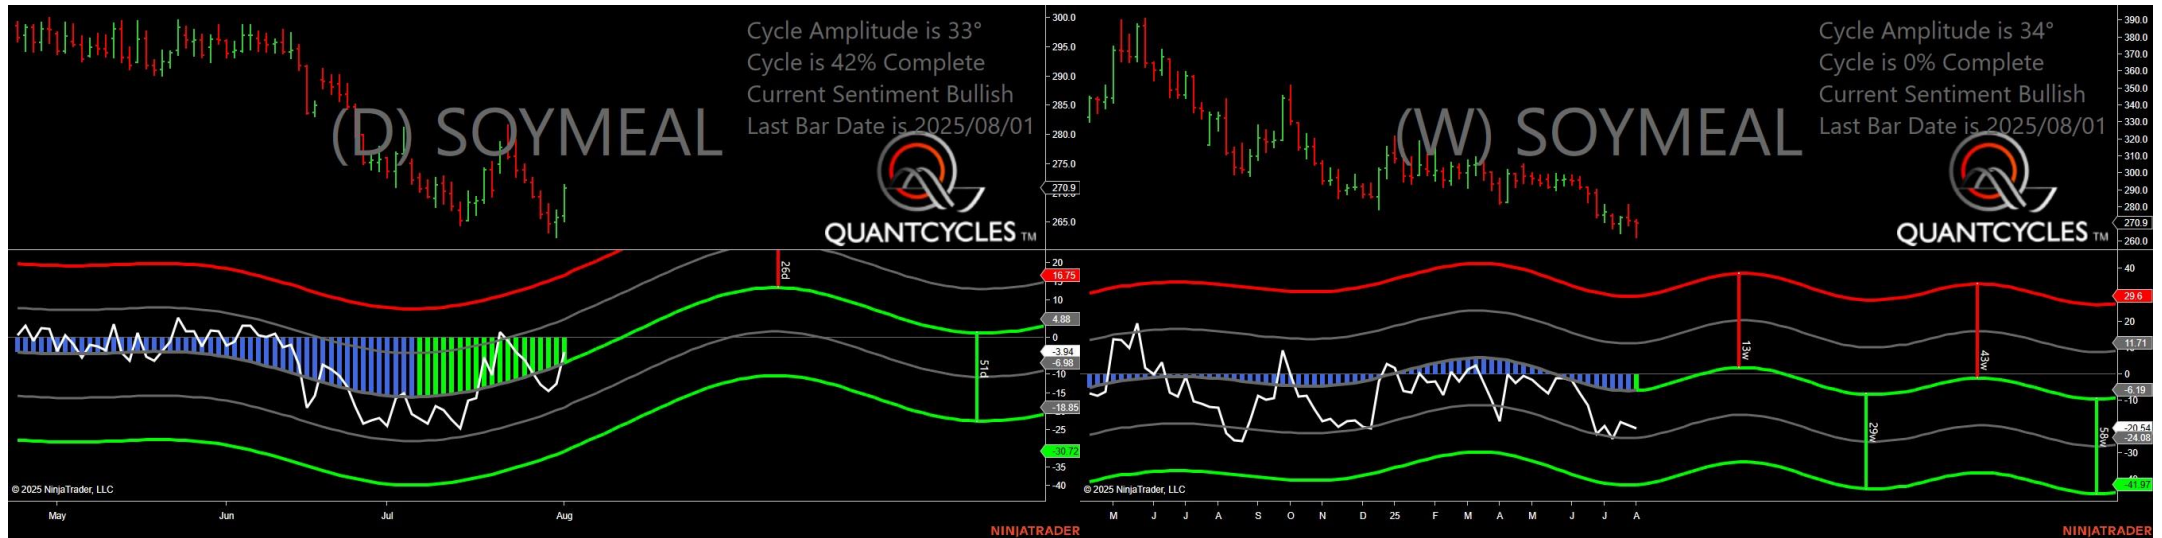 Cycle Amplitude is 33°
Cycle is 42% Complete
Current Sentiment Bullish
Last Bar Date is 2025/08/01
(D) SOYMEAL
QUANTCYCLES TM
300.0
295.0
290.0
285.0
280.0
275.0
270.9
265.0
26d
51d
20
16.75
10
4.88
0
-3.94
-6.98
-10
-15
-18.85
-25
-30.72
-35
-40
© 2025 NinjaTrader, LLC
May Jun Jul Aug
NINJATRADER
Cycle Amplitude is 34°
Cycle is 0% Complete
Current Sentiment Bullish
Last Bar Date is 2025/08/01
(W) SOYMEAL
QUANTCYCLES TM
390.0
380.0
370.0
360.0
350.0
340.0
330.0
320.0
310.0
300.0
290.0
280.0
270.9
260.0
13w
43w
29w
58w
40
29.6
20
11.71
0
-6.19
-10
-20.54
-24.08
-30
-41.97
© 2025 NinjaTrader, LLC
M J J A S O N D 25 F M A M J J A
NINJATRADER